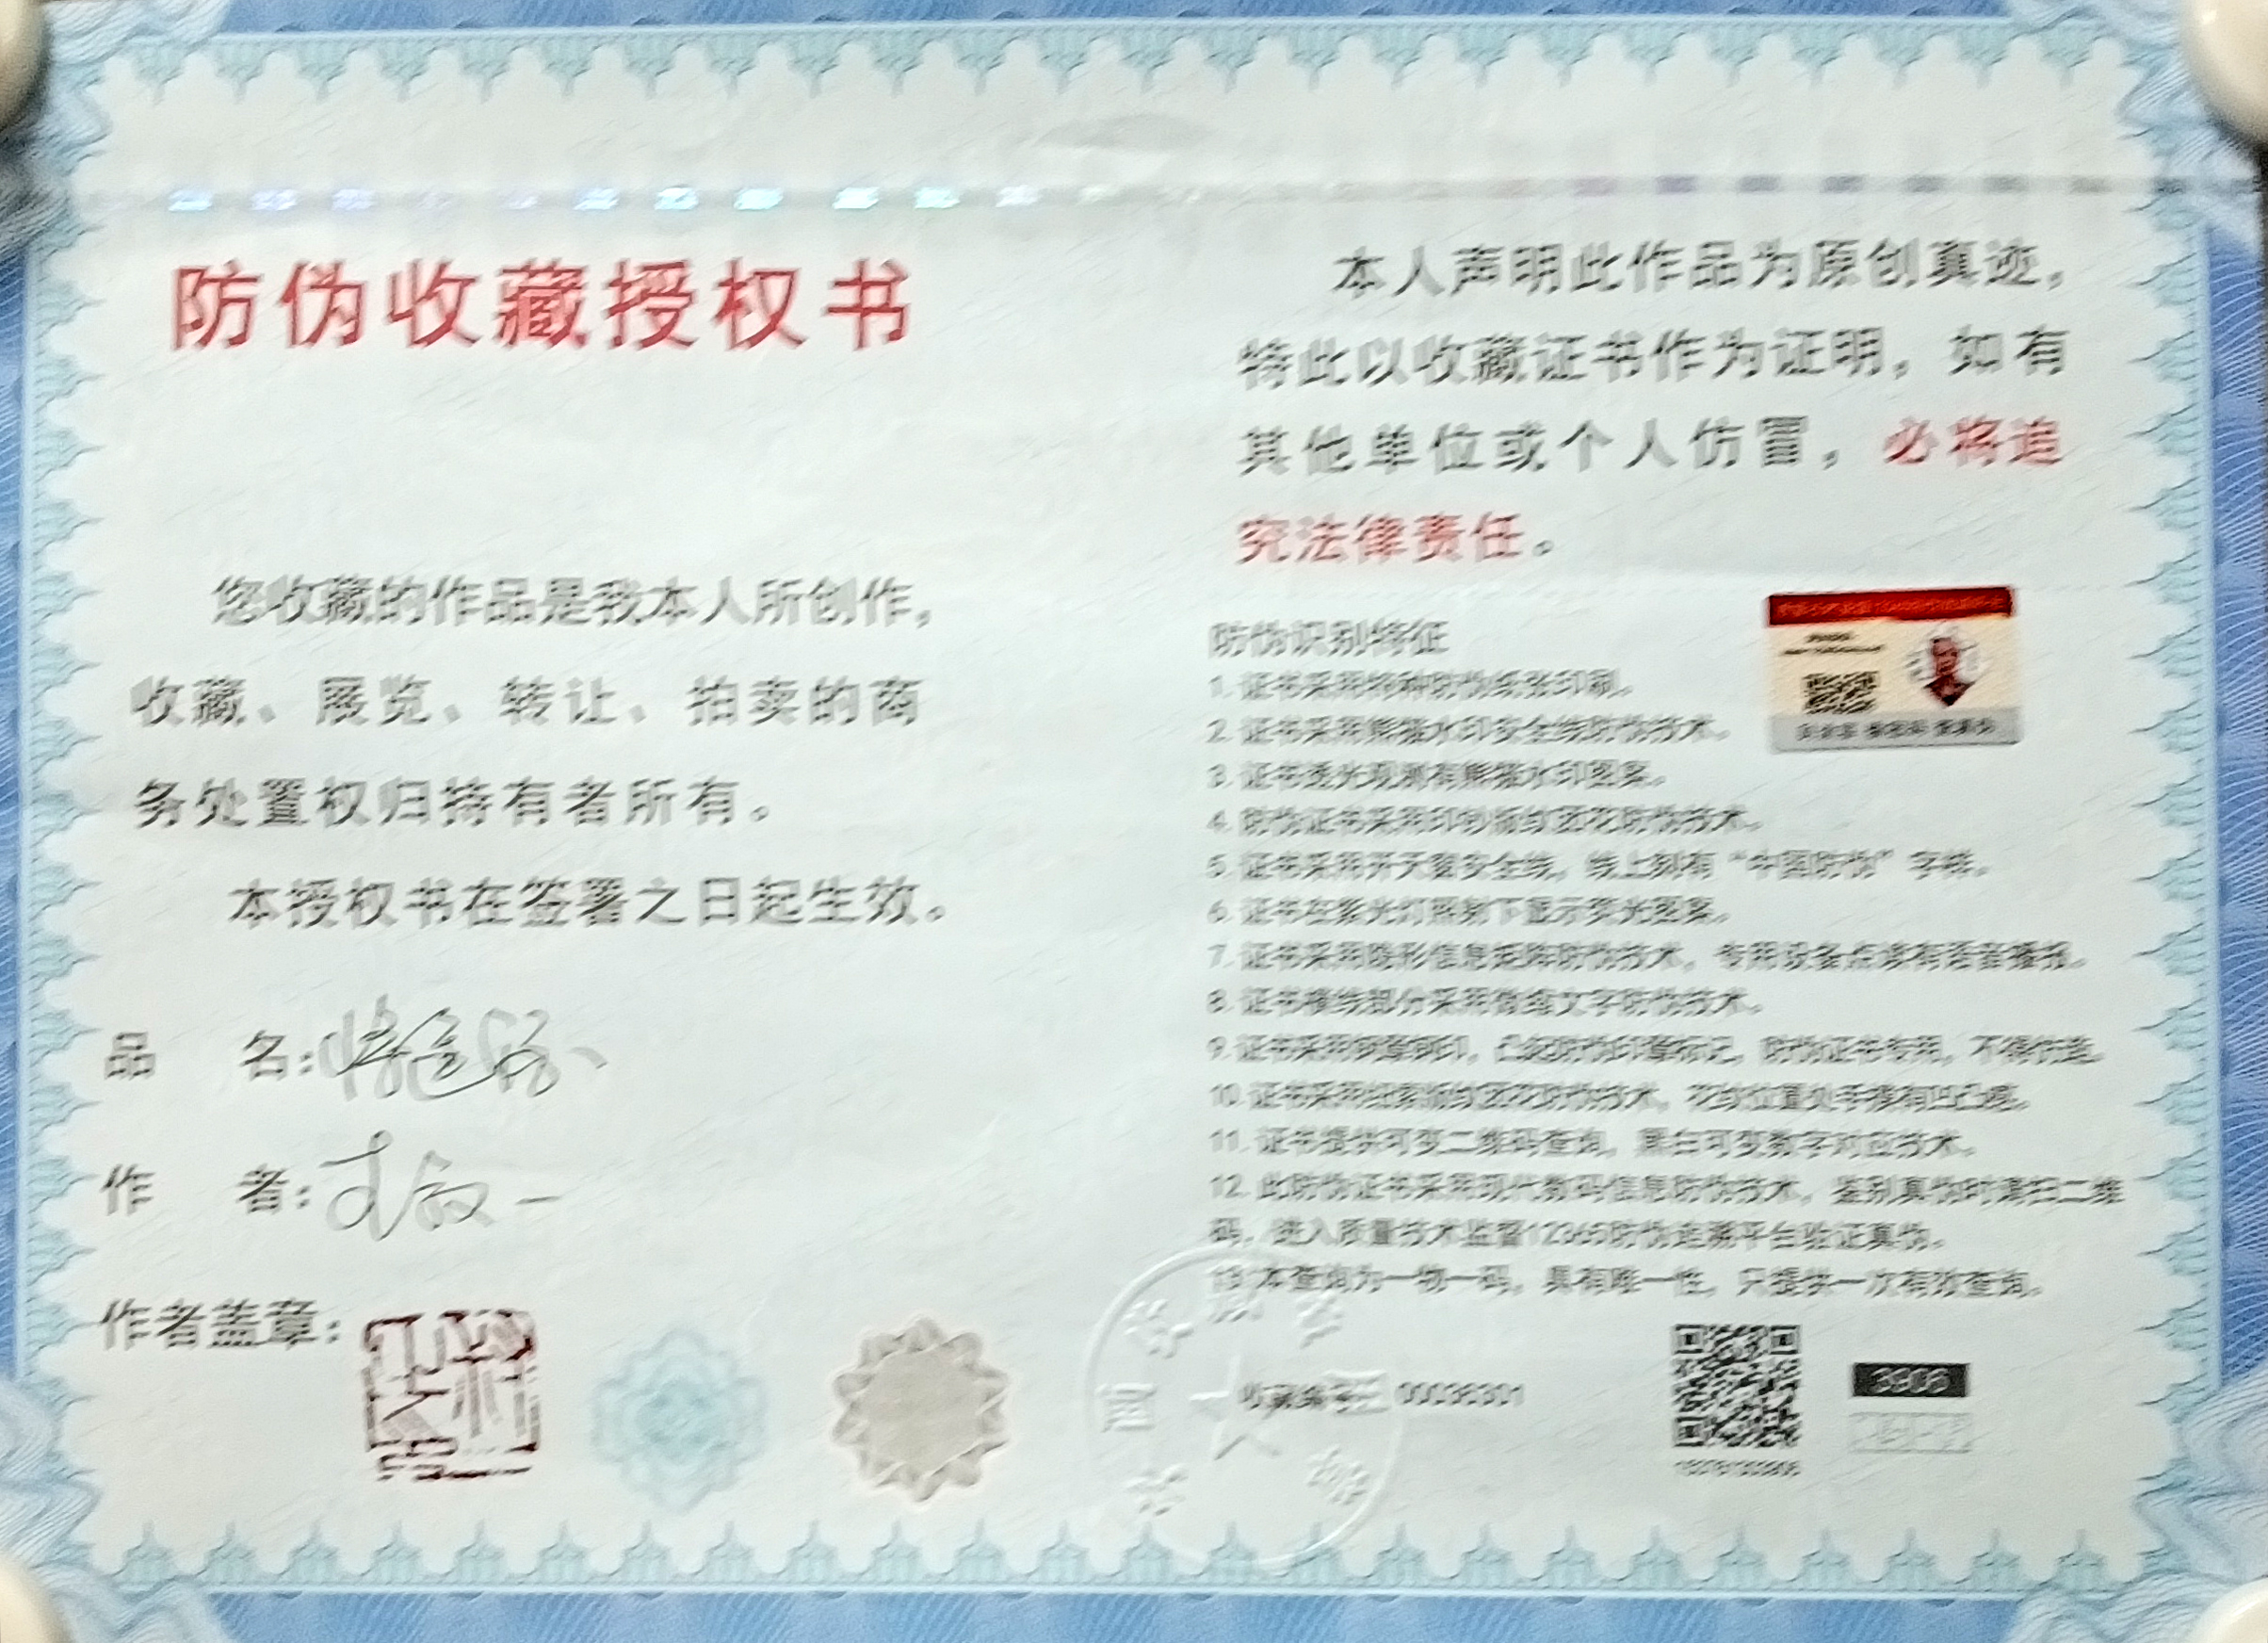 防伪收藏授权书
您收藏的作品是我本人所创作，
收藏、展览、转让、拍卖的商
务处置权归持有者所有。
本授权书在签署之日起生效。
品 名：
作 者：
作者盖章：
本人声明此作品为原创真迹，
特此以收藏证书作为证明，如有
其他单位或个人仿冒，必将追
究法律责任。
防伪识别特征
1. 证书采用特种防伪纸张印刷。
2. 证书采用熊猫水印安全线防伪技术。
3. 证书透光观测有熊猫水印图案。
4. 防伪证书采用印钞扭纹团花防伪技术。
5. 证书采用开天窗安全线，线上刻有“中国防伪”字样。
6. 证书在紫光灯照射下显示荧光图案。
7. 证书采用隐形信息矩阵防伪技术，专用设备点读有语音播报。
8. 证书横线部分采用微缩文字防伪技术。
9. 证书采用钢印，凸起防伪印章标记，防伪证书专用，不得伪造。
10. 证书采用纽索扭纹团花防伪技术，花纹位置处手摸有凹凸感。
11. 证书提供可变二维码查询，黑白可变数字对应技术。
12. 此防伪证书采用现代数码信息防伪技术，鉴别真伪时请扫二维
码，进入质量技术监督12365防伪追溯平台验证真伪。
13. 本查询为一物一码，具有唯一性，只提供一次有效查询。
收藏编号：00036301